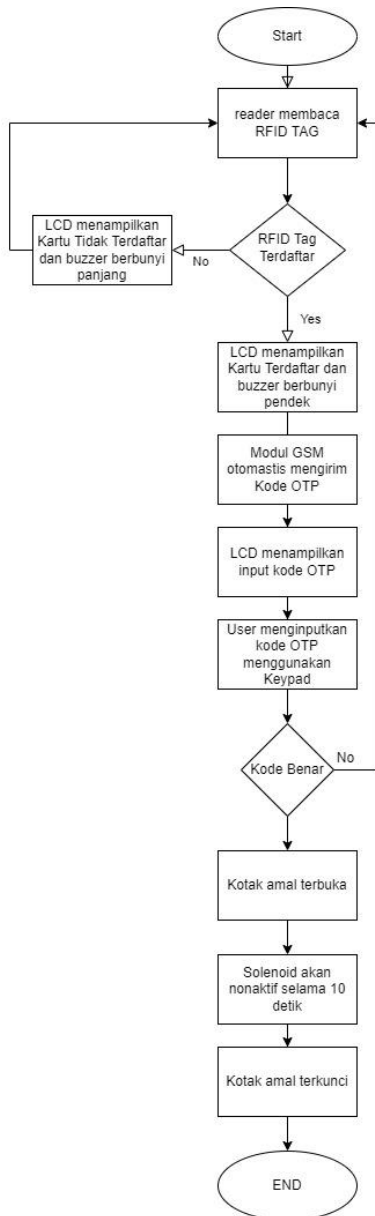 Start
reader membaca
RFID TAG
RFID Tag
Terdaftar
No
LCD menampilkan
Kartu Tidak Terdaftar
dan buzzer berbunyi
panjang
Yes
LCD menampilkan
Kartu Terdaftar dan
buzzer berbunyi
pendek
Modul GSM
otomastis mengirim
Kode OTP
LCD menampilkan
input kode OTP
User menginputkan
kode OTP
menggunakan
Keypad
Kode Benar
No
Kotak amal terbuka
Solenoid akan
nonaktif selama 10
detik
Kotak amal terkunci
END